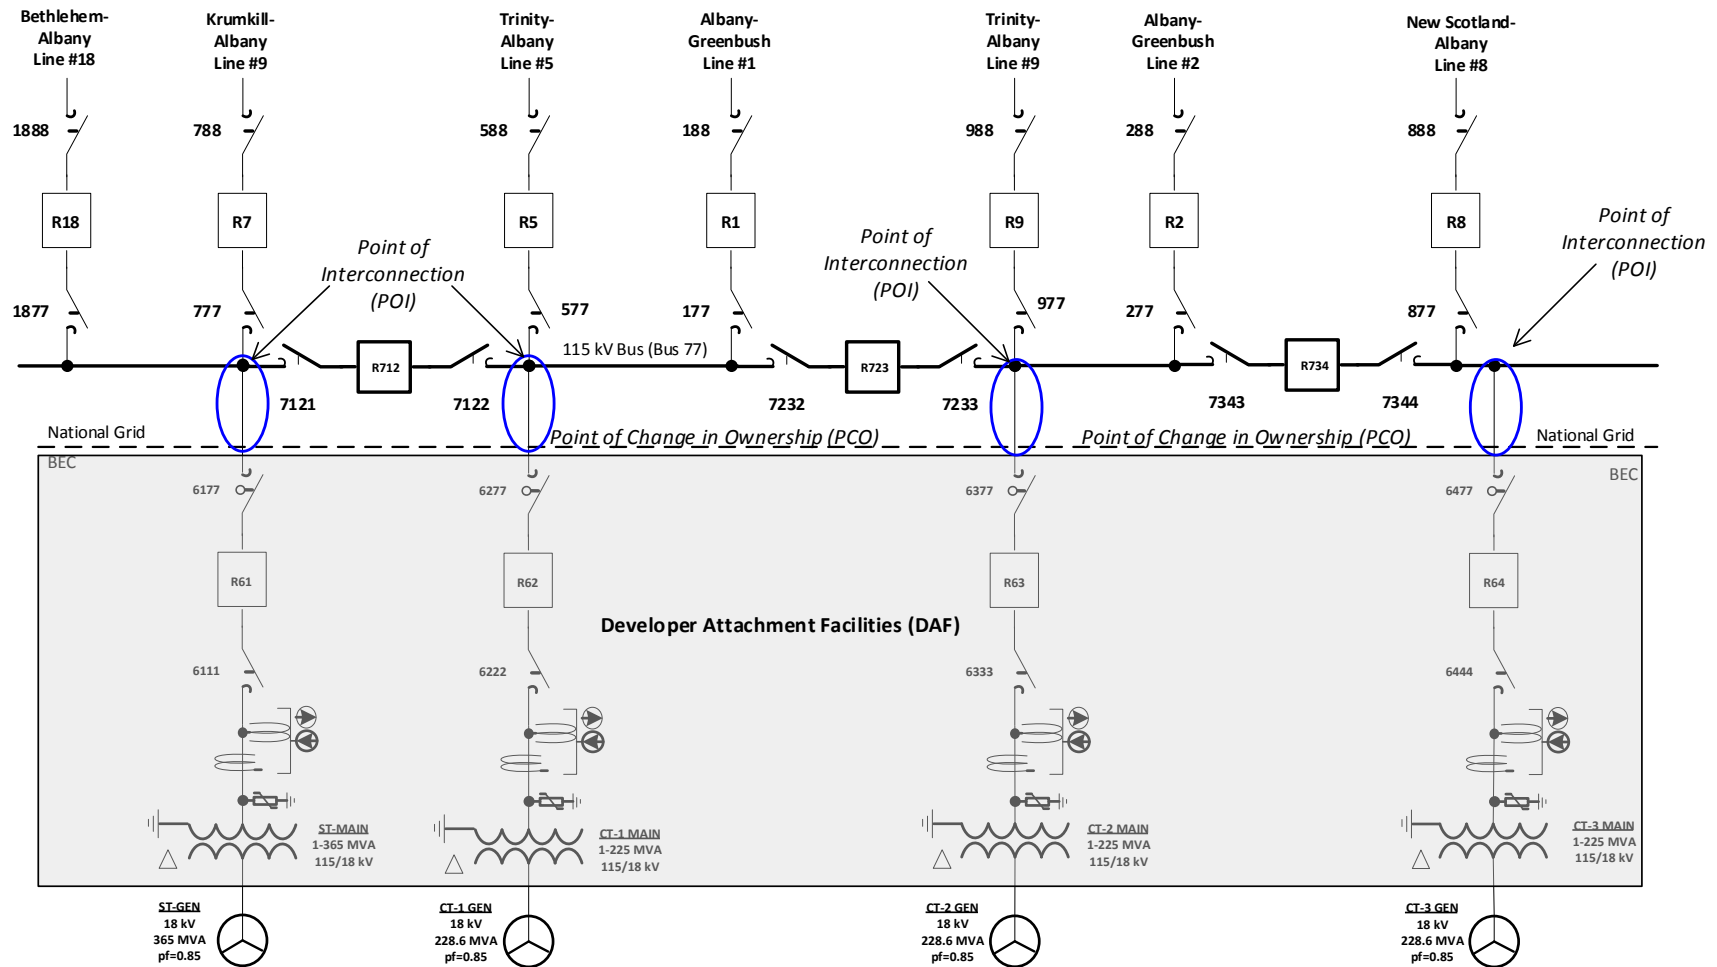 Bethlehem-
Albany
Line #18
Krumkill-
Albany
Line #9
Trinity-
Albany
Line #5
Albany-
Greenbush
Line #1
Trinity-
Albany
Line #9
Albany-
Greenbush
Line #2
New Scotland-
Albany
Line #8
1888
788
588
188
988
288
888
R18
R7
R5
R1
R9
R2
R8
Point of
Interconnection
(POI)
Point of
Interconnection
(POI)
Point of
Interconnection
(POI)
1877
777
577
177
977
277
877
115 kV Bus (Bus 77)
R712
R723
R734
7121
7122
7232
7233
7343
7344
National Grid
Point of Change in Ownership (PCO)
Point of Change in Ownership (PCO)
National Grid
BEC
BEC
6177
6277
6377
6477
R61
R62
R63
R64
Developer Attachment Facilities (DAF)
6111
6222
6333
6444
ST-MAIN
1-365 MVA
115/18 kV
CT-1 MAIN
1-225 MVA
115/18 kV
CT-2 MAIN
1-225 MVA
115/18 kV
CT-3 MAIN
1-225 MVA
115/18 kV
ST-GEN
18 kV
365 MVA
pf=0.85
CT-1 GEN
18 kV
228.6 MVA
pf=0.85
CT-2 GEN
18 kV
228.6 MVA
pf=0.85
CT-3 GEN
18 kV
228.6 MVA
pf=0.85